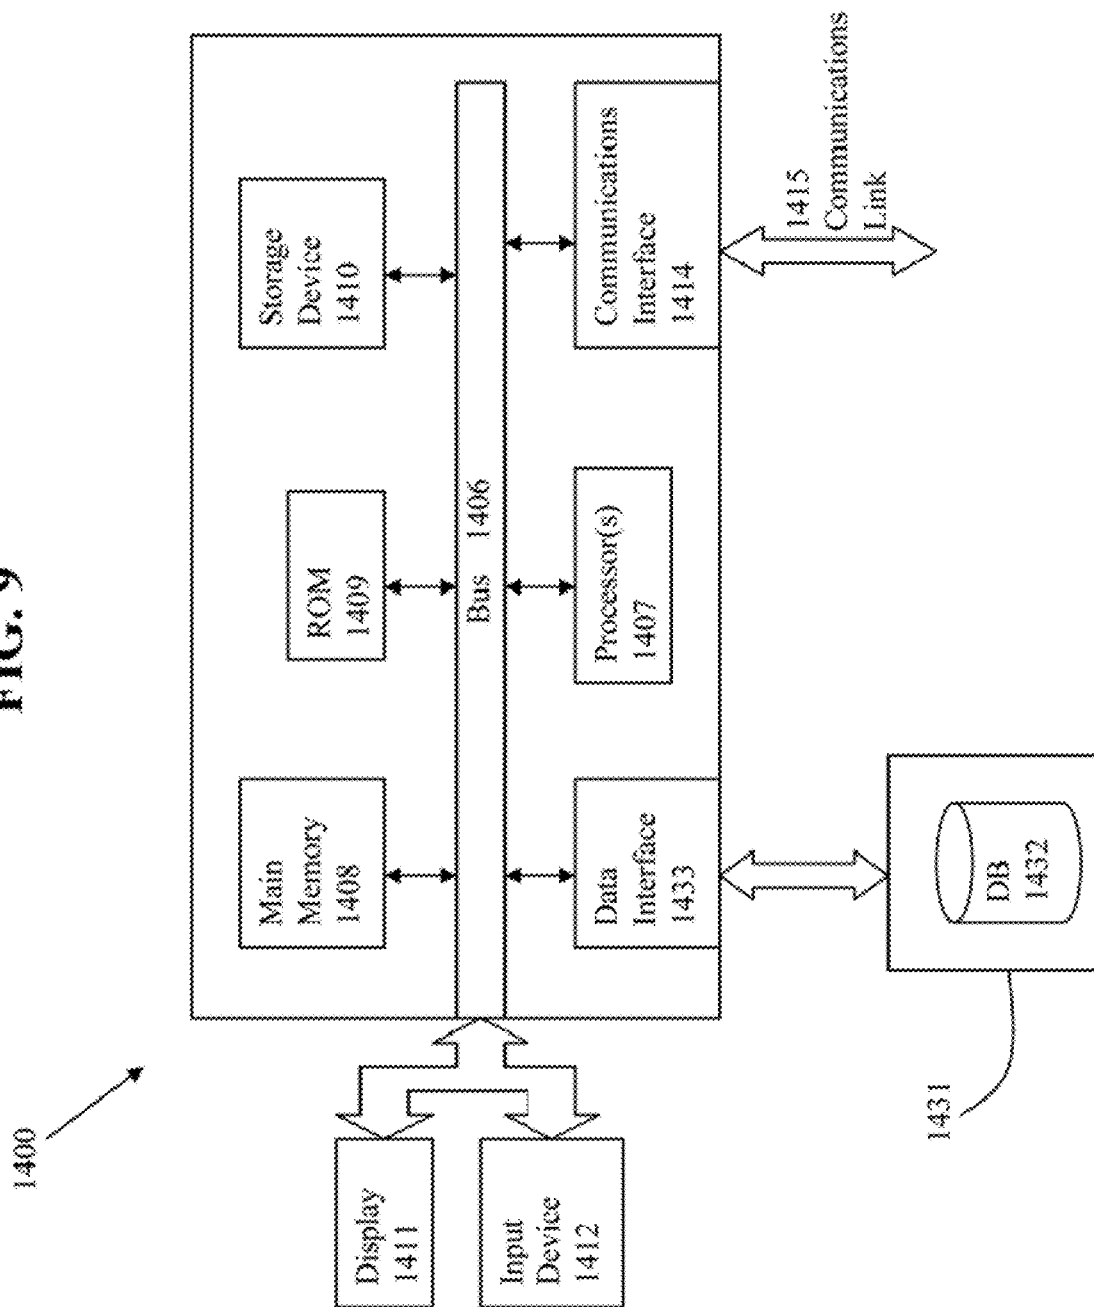 FIG. 9
1400
Main
Memory
1408
ROM
1409
Storage
Device
1410
Bus 1406
Display
1411
Input
Device
1412
Data
Interface
1433
Processor(s)
1407
Communications
Interface
1414
1415
Communications
Link
DB
1432
1431